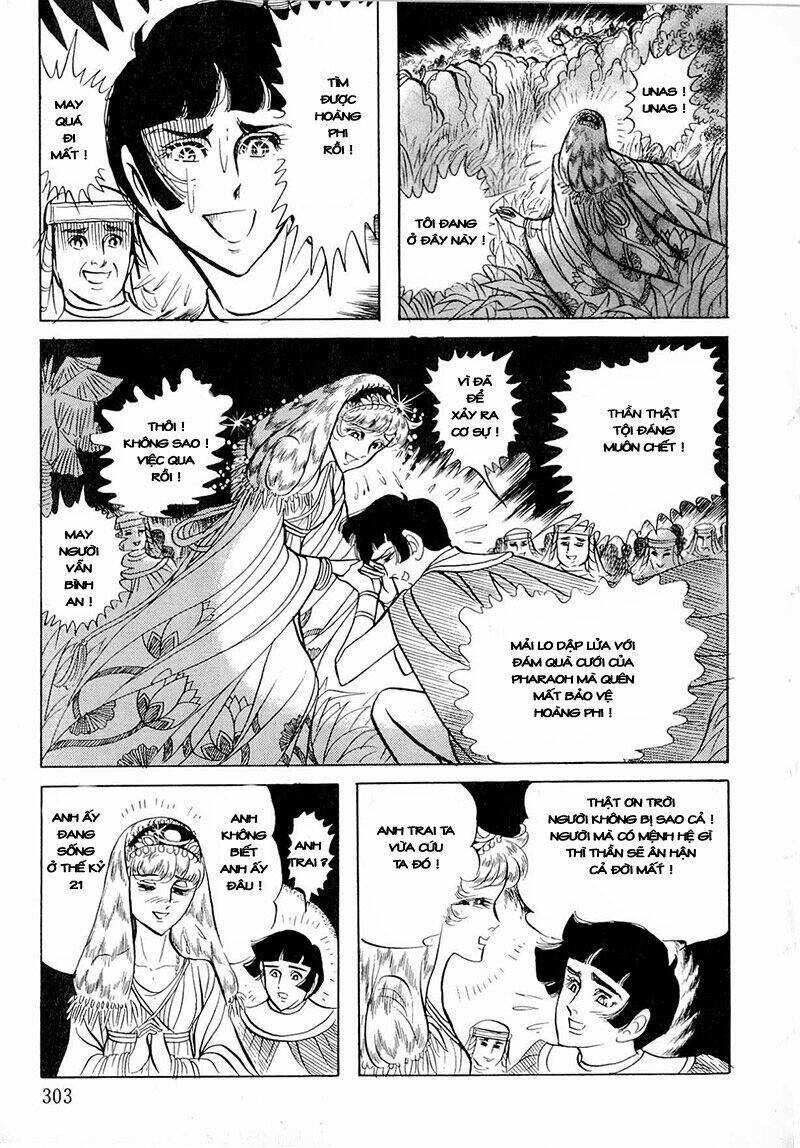 UNAS !
UNAS !
TÔI ĐANG
Ở ĐÂY NÀY !
TÌM
ĐƯỢC
HOÀNG
PHI
RỒI !
MAY
QUÁ
ĐI
MẤT !
THẦN THẬT
TỘI ĐÁNG
MUÔN CHẾT !
VÌ ĐÃ
ĐỂ
XẢY RA
CƠ SỰ !
MẢI LO DẬP LỬA VỚI
ĐÁM QUÀ CƯỚI CỦA
PHARAOH MÀ QUÊN
MẤT BẢO VỆ
HOÀNG PHI !
THÔI !
KHÔNG SAO !
VIỆC QUA
RỒI !
MAY
NGƯỜI
VẪN
BÌNH
AN !
THẬT ƠN TRỜI
NGƯỜI KHÔNG BỊ SAO CẢ !
NGƯỜI MÀ CÓ MỆNH HỆ GÌ
THÌ THẦN SẼ ÂN HẬN
CẢ ĐỜI MẤT !
ANH TRAI TA
VỪA CỨU
TA ĐÓ !
ANH
TRAI ?
ANH
KHÔNG
BIẾT
ANH ẤY
ĐÂU !
ANH ẤY
ĐANG
SỐNG
Ở THẾ KỶ
21
303